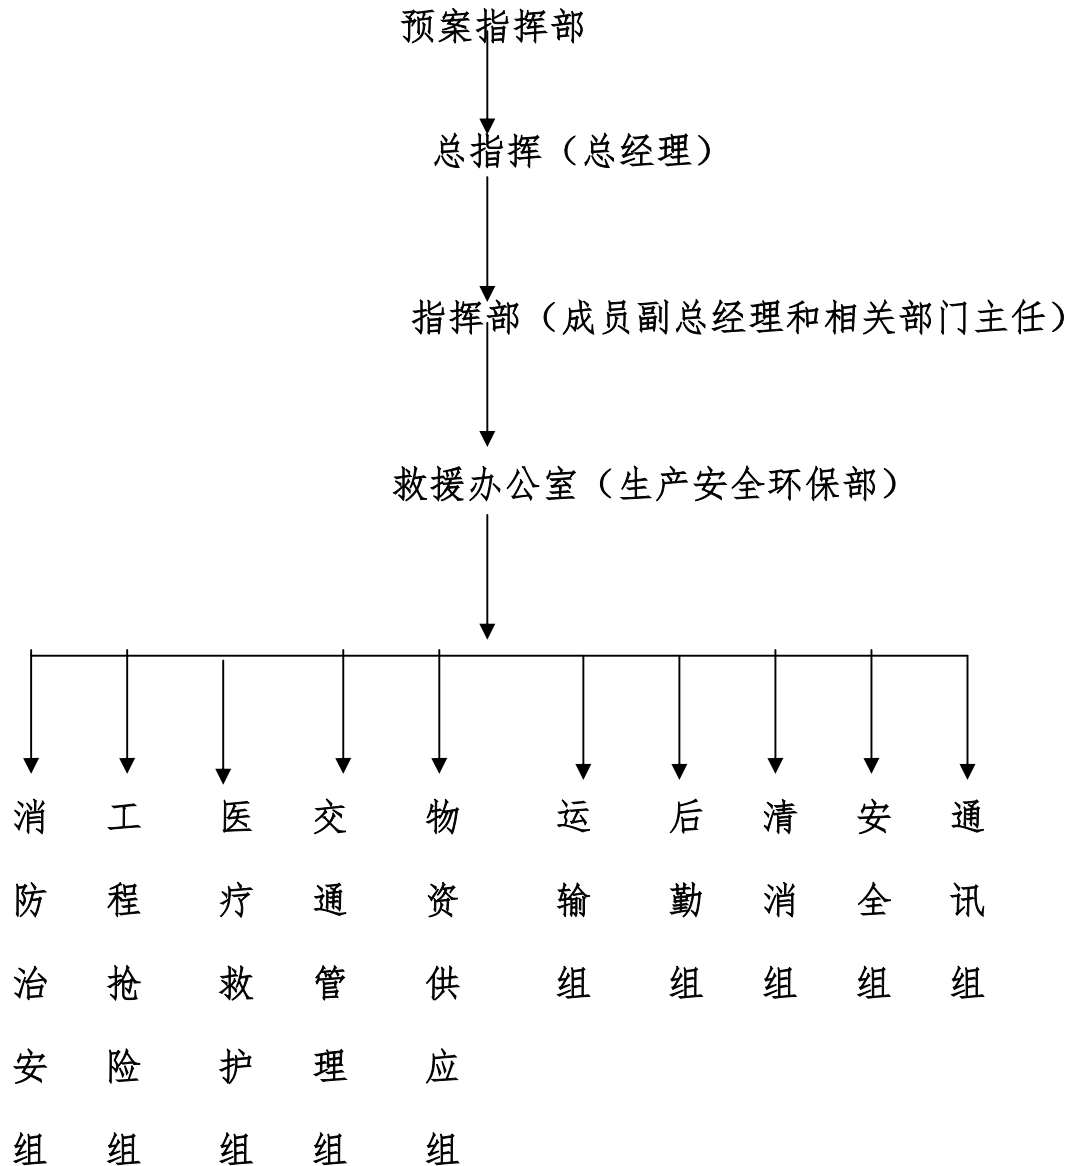 预案指挥部
总指挥（总经理）
指挥部（成员副总经理和相关部门主任）
救援办公室（生产安全环保部）
消防治安组
工程抢险组
医疗救护组
交通管理组
物资供应组
运输组
后勤组
清消组
安全组
通讯组